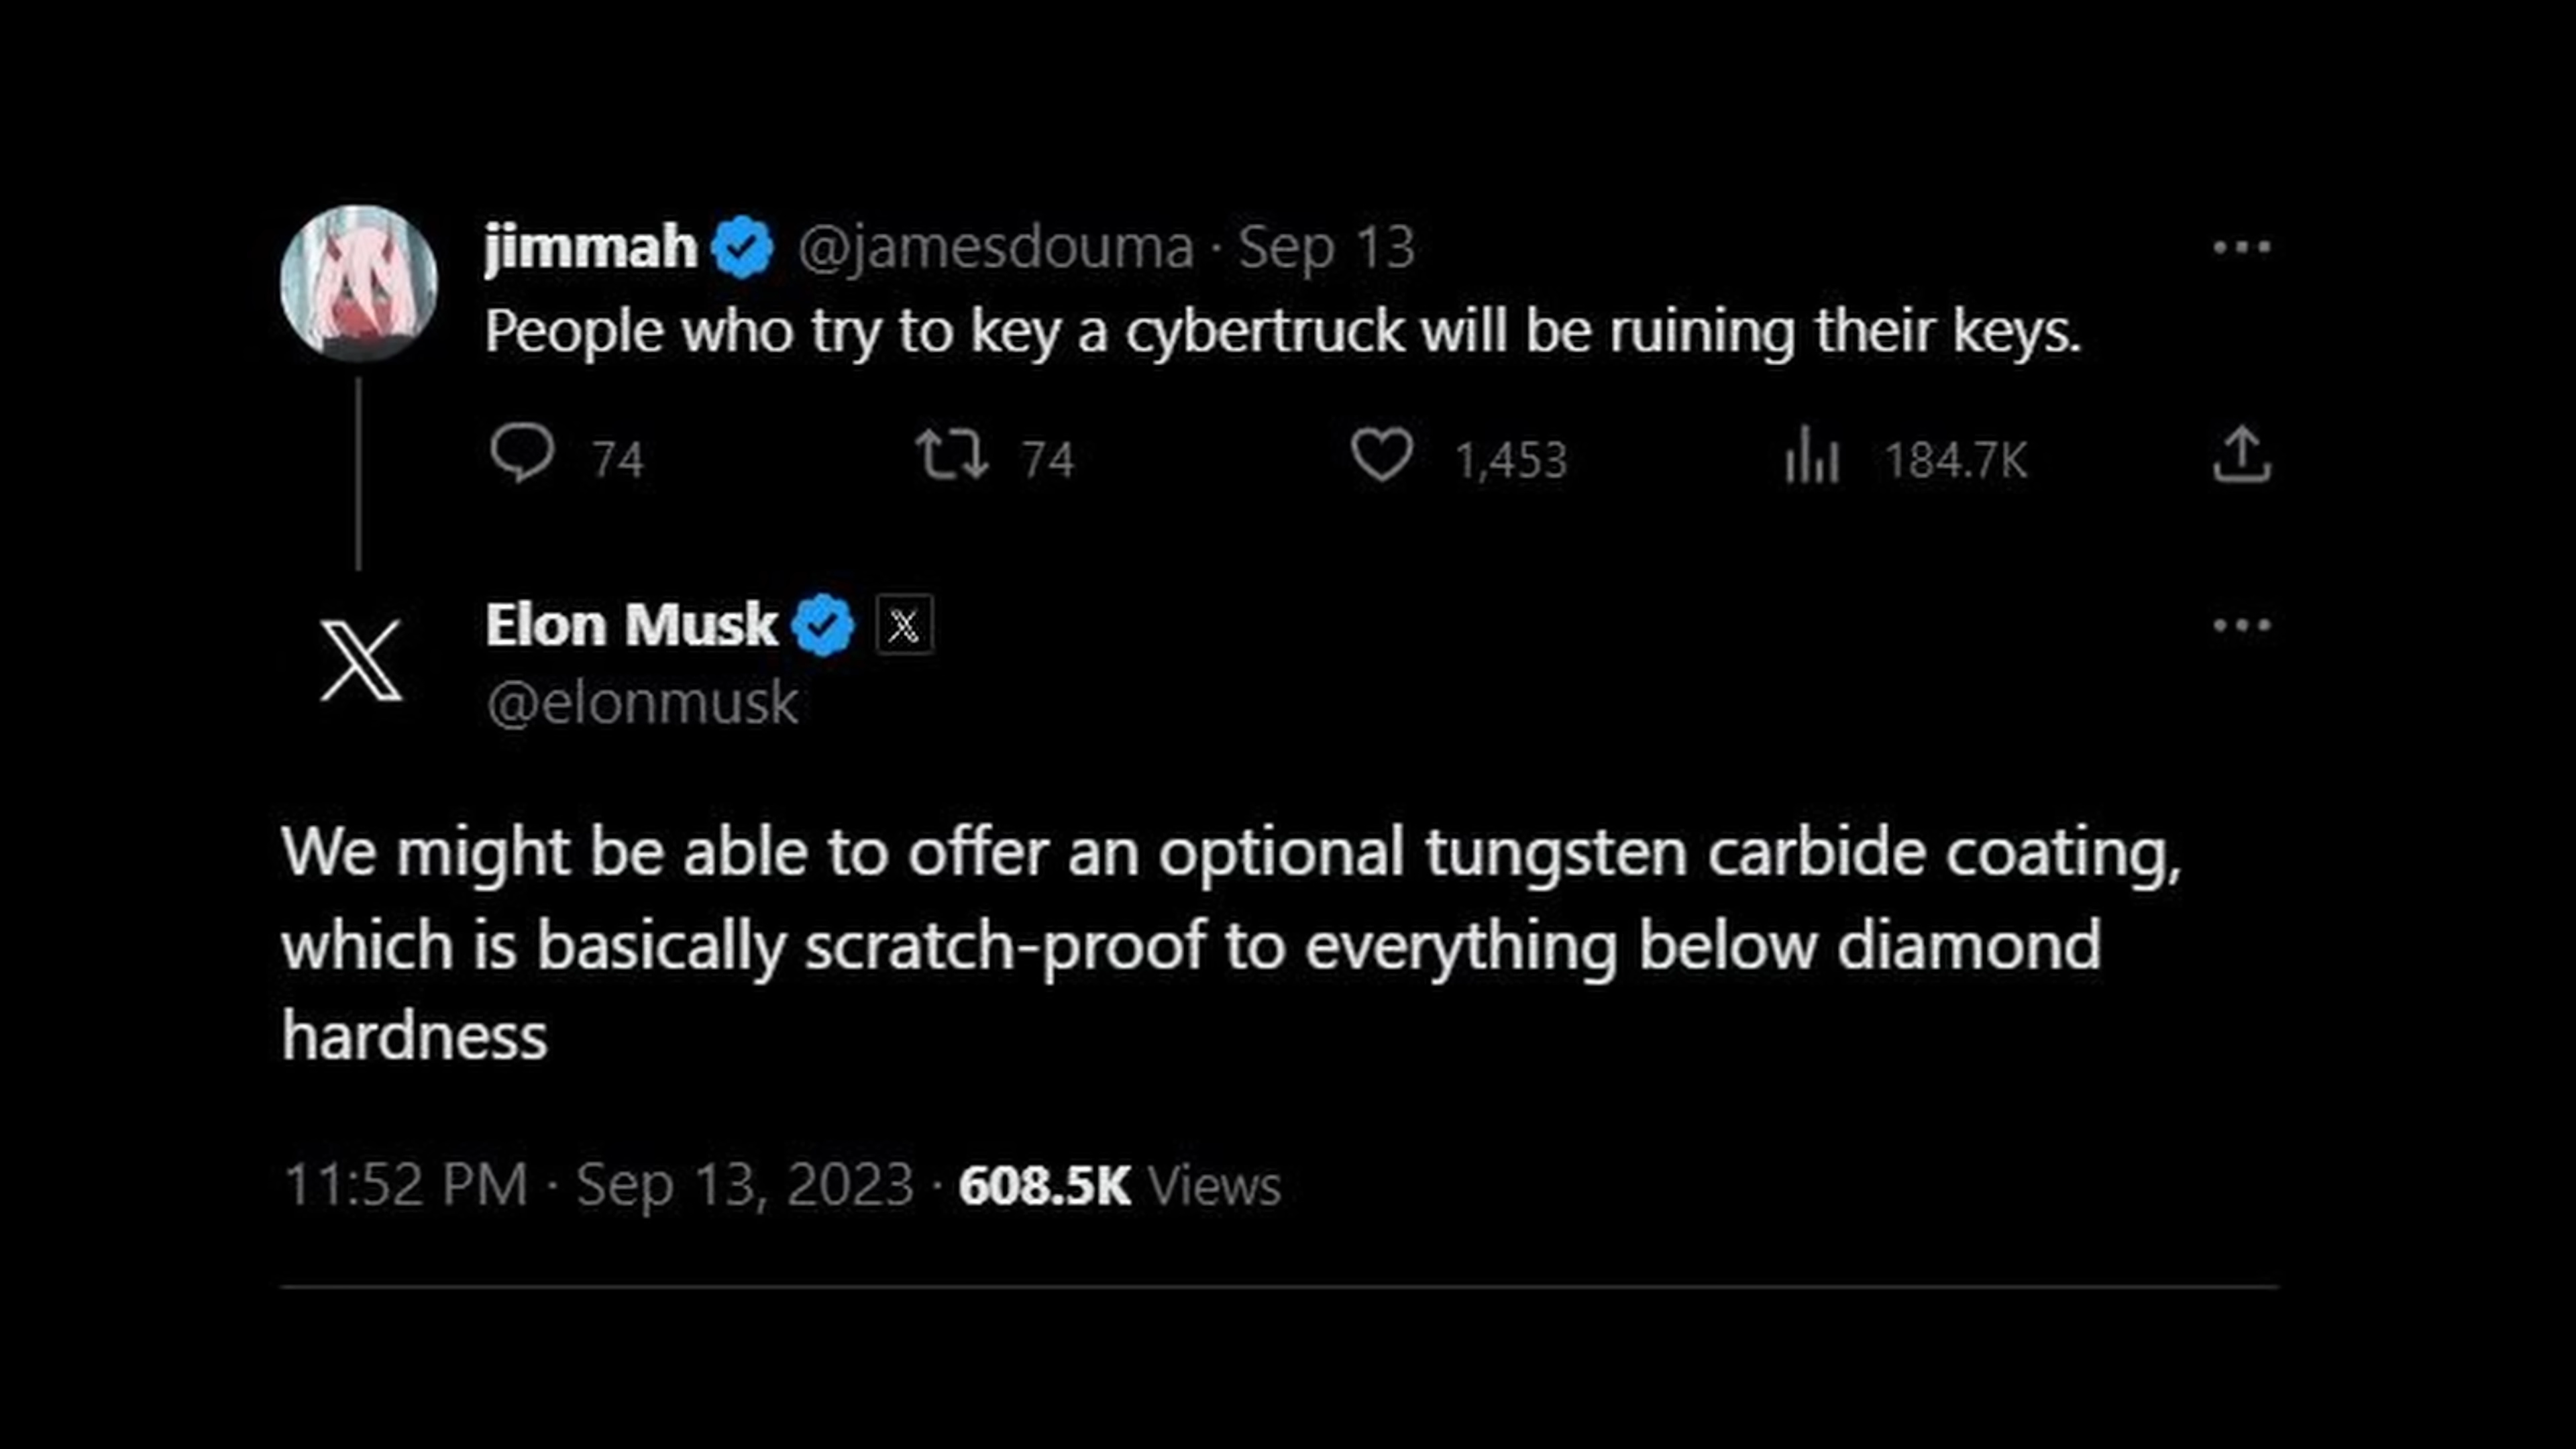 jimmah @jamesdouma · Sep 13
People who try to key a cybertruck will be ruining their keys.
74 74 1,453 184.7K
Elon Musk
@elonmusk
We might be able to offer an optional tungsten carbide coating,
which is basically scratch-proof to everything below diamond
hardness
11:52 PM · Sep 13, 2023 · 608.5K Views